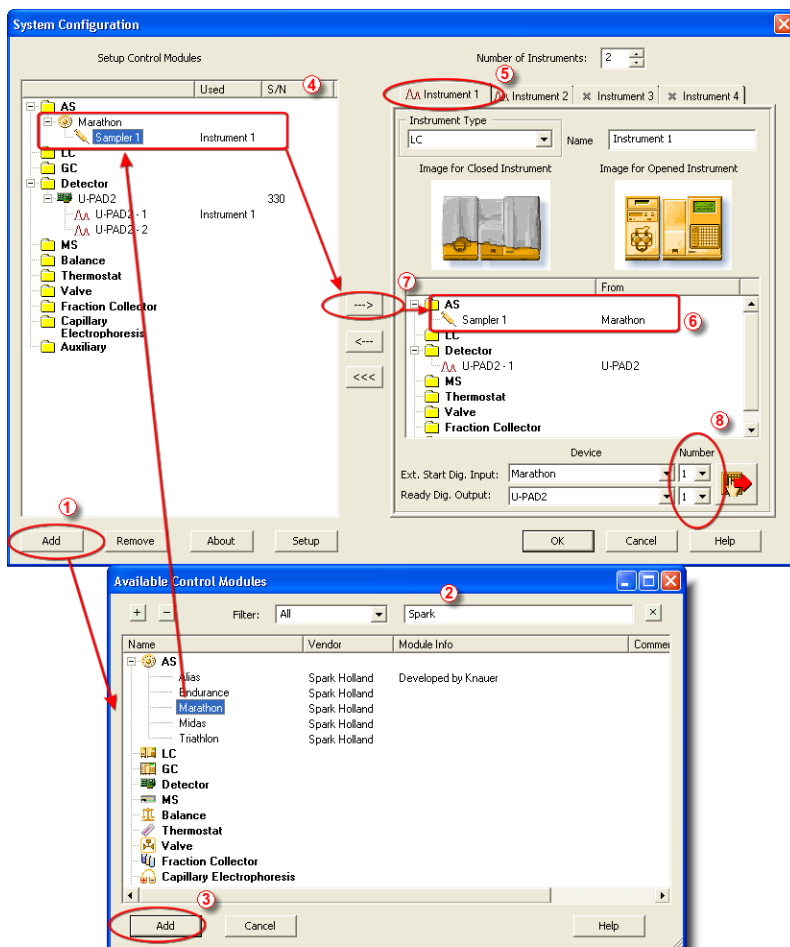 System Configuration
Setup Control Modules
Number of Instruments: 2
Used S/N ④
AS
Marathon
Sampler 1 Instrument 1
LC
GC
Detector
U-PAD2 330
U-PAD2 - 1 Instrument 1
U-PAD2 - 2
MS
Balance
Thermostat
Valve
Fraction Collector
Capillary
Electrophoresis
Auxiliary
①
Add Remove About Setup
--->
<---
<<<
⑤
Instrument 1 Instrument 2 Instrument 3 Instrument 4
Instrument Type
LC Name Instrument 1
Image for Closed Instrument Image for Opened Instrument
⑦
From
AS
Sampler 1 Marathon ⑥
LC
Detector
U-PAD2 - 1 U-PAD2
MS
Thermostat
Valve
Fraction Collector
⑧
Device Number
Ext. Start Dig. Input: Marathon 1
Ready Dig. Output: U-PAD2 1
OK Cancel Help
Available Control Modules
②
+ − Filter: All Spark ×
Name Vendor Module Info Commer
AS
Alias Spark Holland Developed by Knauer
Endurance Spark Holland
Marathon Spark Holland
Midas Spark Holland
Triathlon Spark Holland
LC
GC
Detector
MS
Balance
Thermostat
Valve
Fraction Collector
Capillary Electrophoresis
③
Add Cancel Help